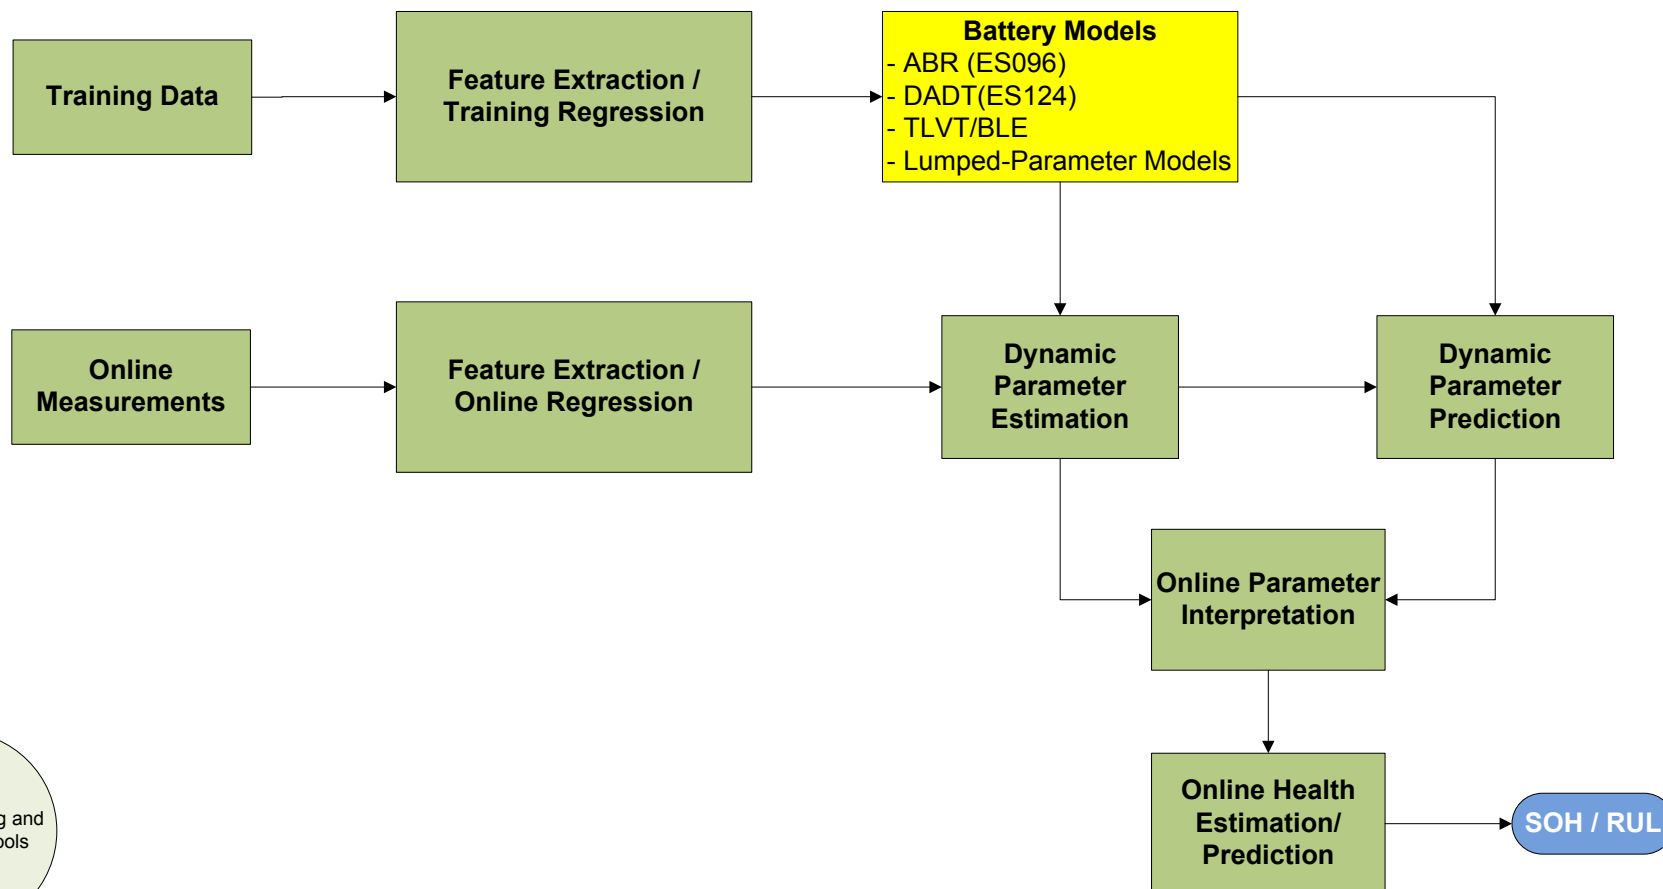 Training Data
Feature Extraction /
Training Regression
Battery Models
- ABR (ES096)
- DADT(ES124)
- TLVT/BLE
- Lumped-Parameter Models
Online
Measurements
Feature Extraction /
Online Regression
Dynamic
Parameter
Estimation
Dynamic
Parameter
Prediction
Online Parameter
Interpretation
Online Health
Estimation/
Prediction
SOH / RUL
and